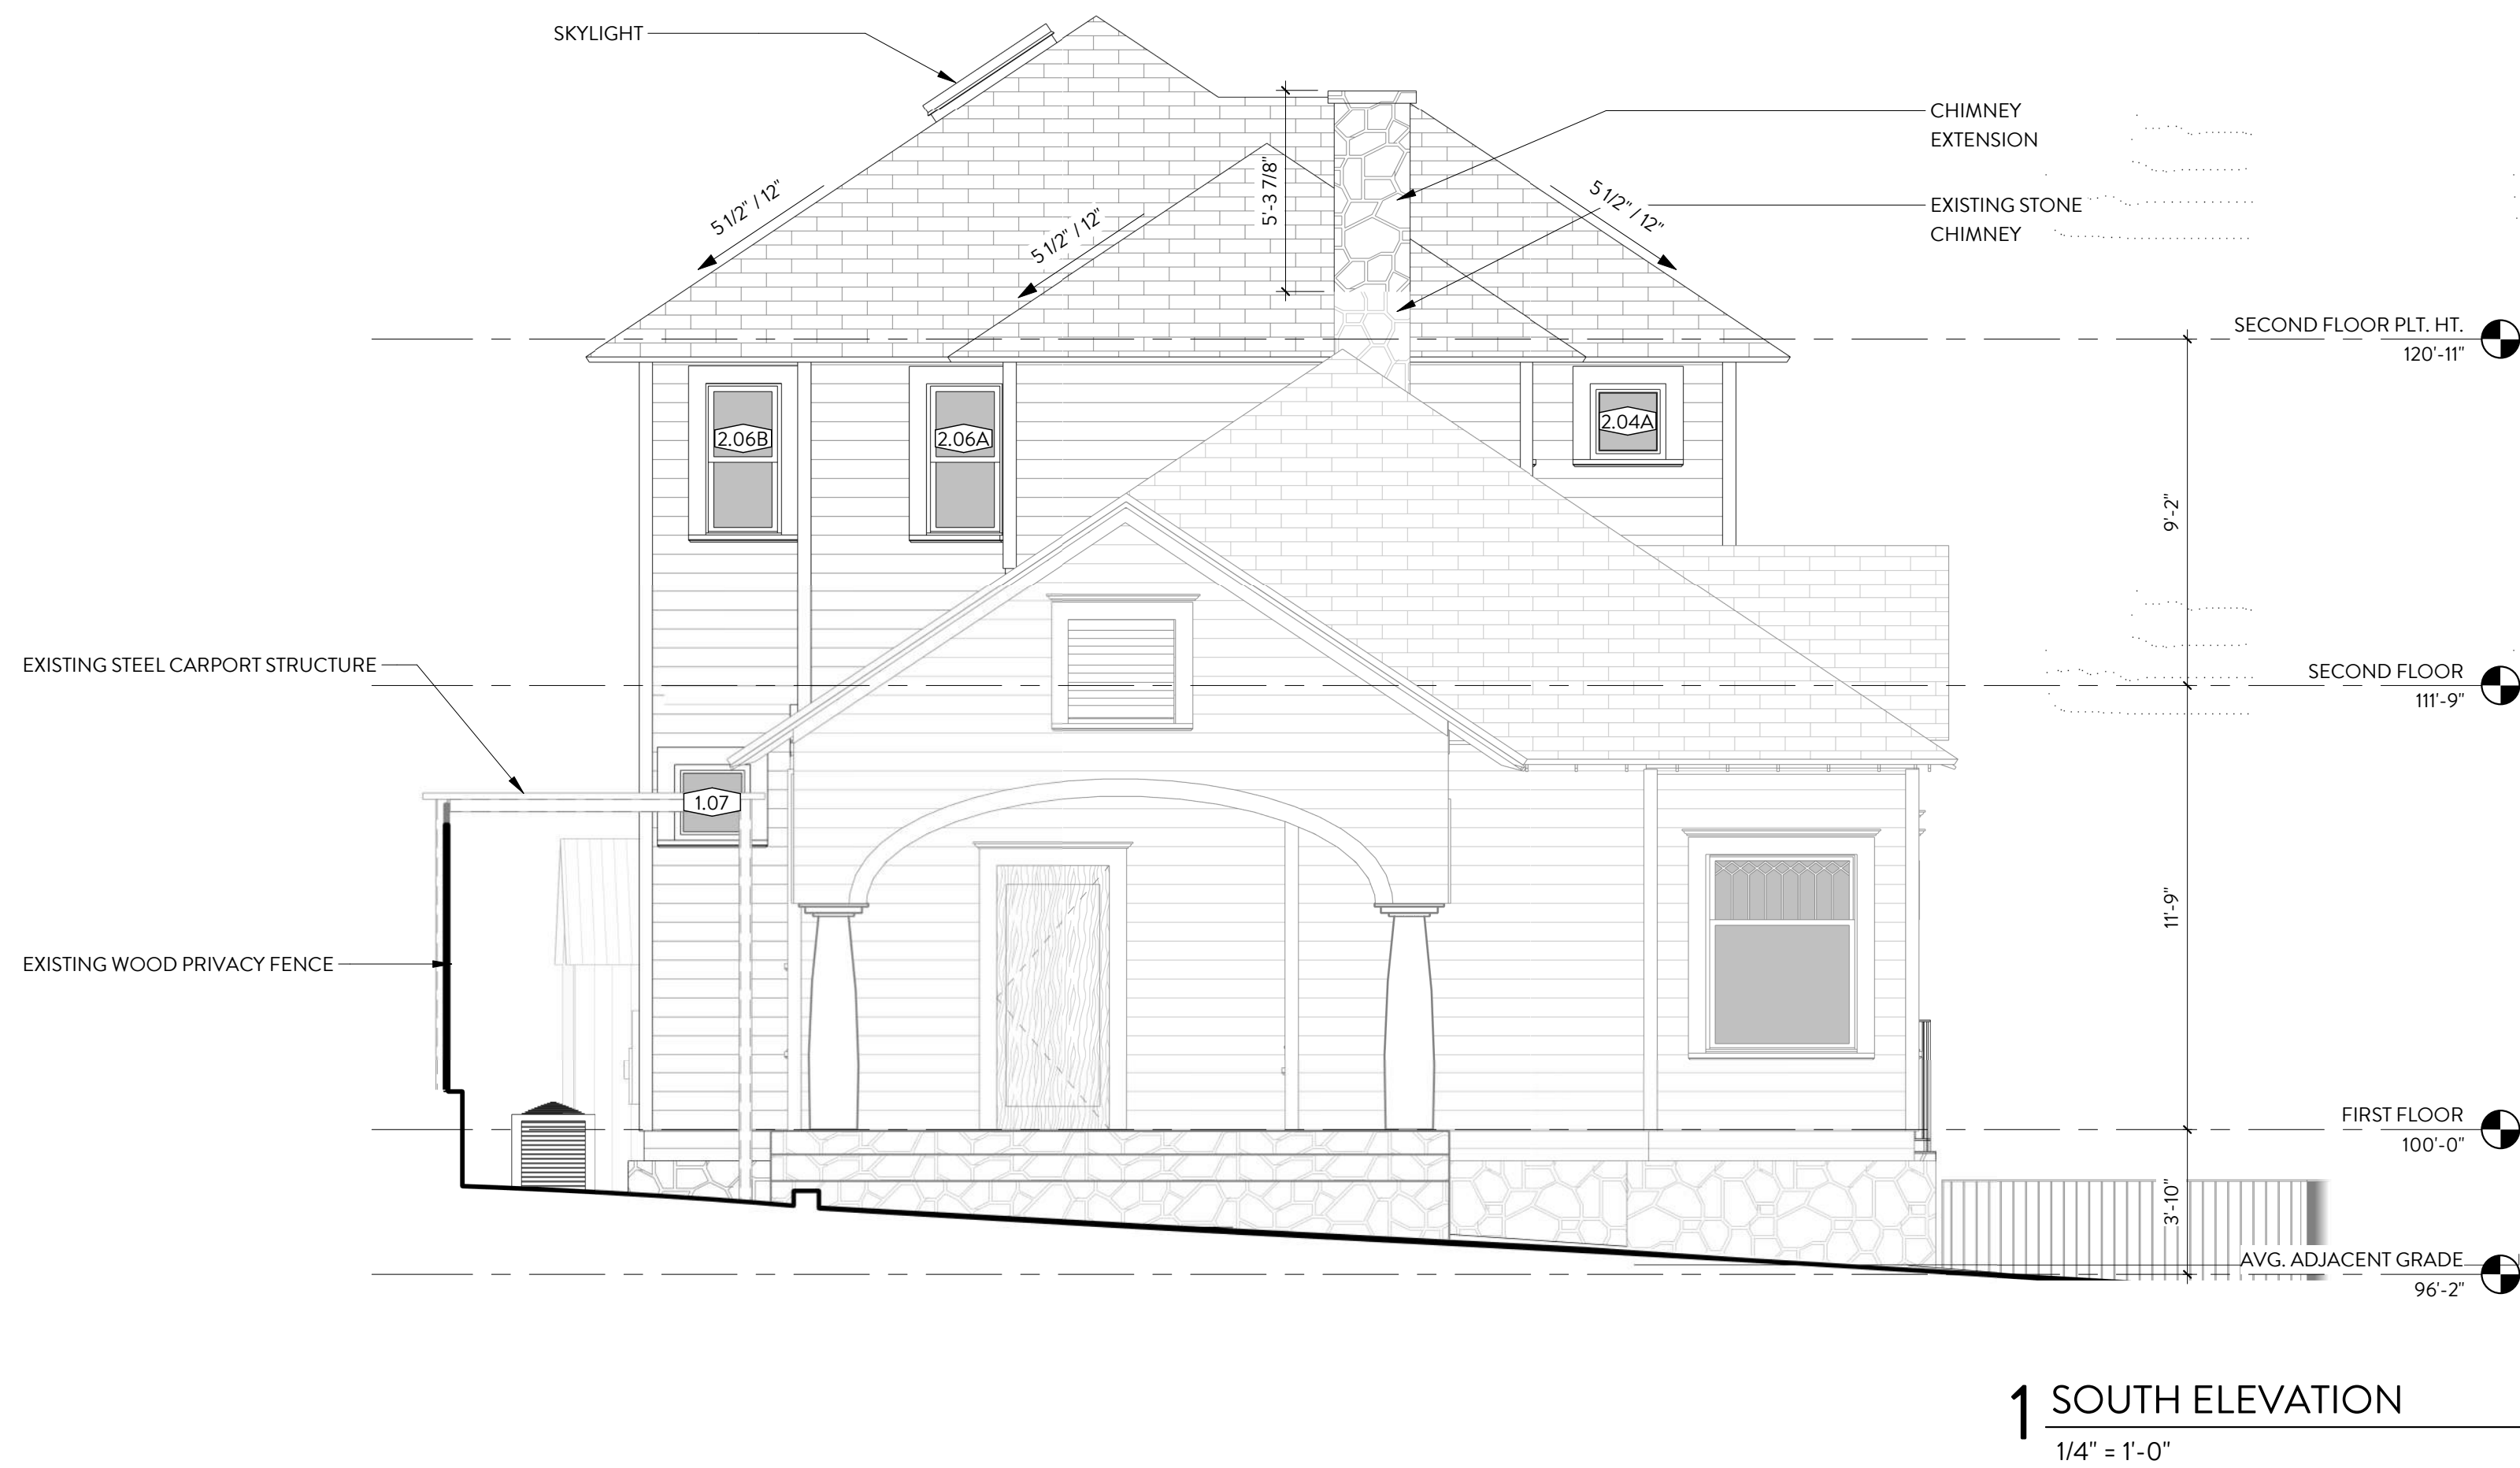 SKYLIGHT
CHIMNEY
EXTENSION
5'-3 7/8"
5 1/2" / 12"
5 1/2" / 12"
5 1/2" / 12"
EXISTING STONE
CHIMNEY
SECOND FLOOR PLT. HT.
120'-11"
2.06B
2.06A
2.04A
9'-2"
EXISTING STEEL CARPORT STRUCTURE
SECOND FLOOR
111'-9"
1.07
11'-9"
EXISTING WOOD PRIVACY FENCE
FIRST FLOOR
100'-0"
3'-10"
AVG. ADJACENT GRADE
96'-2"
1 SOUTH ELEVATION
1/4" = 1'-0"